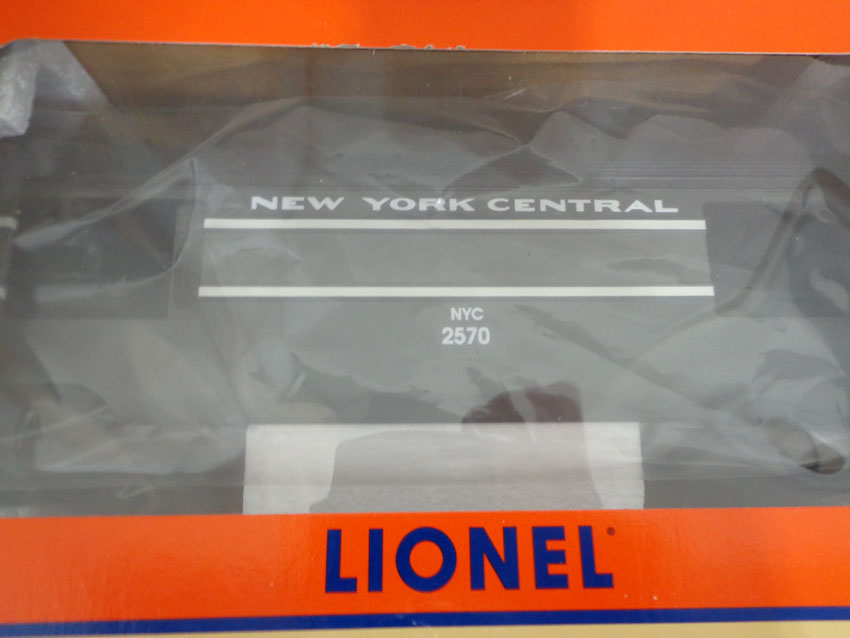 NEW YORK CENTRAL
NYC
2570
LIONEL®